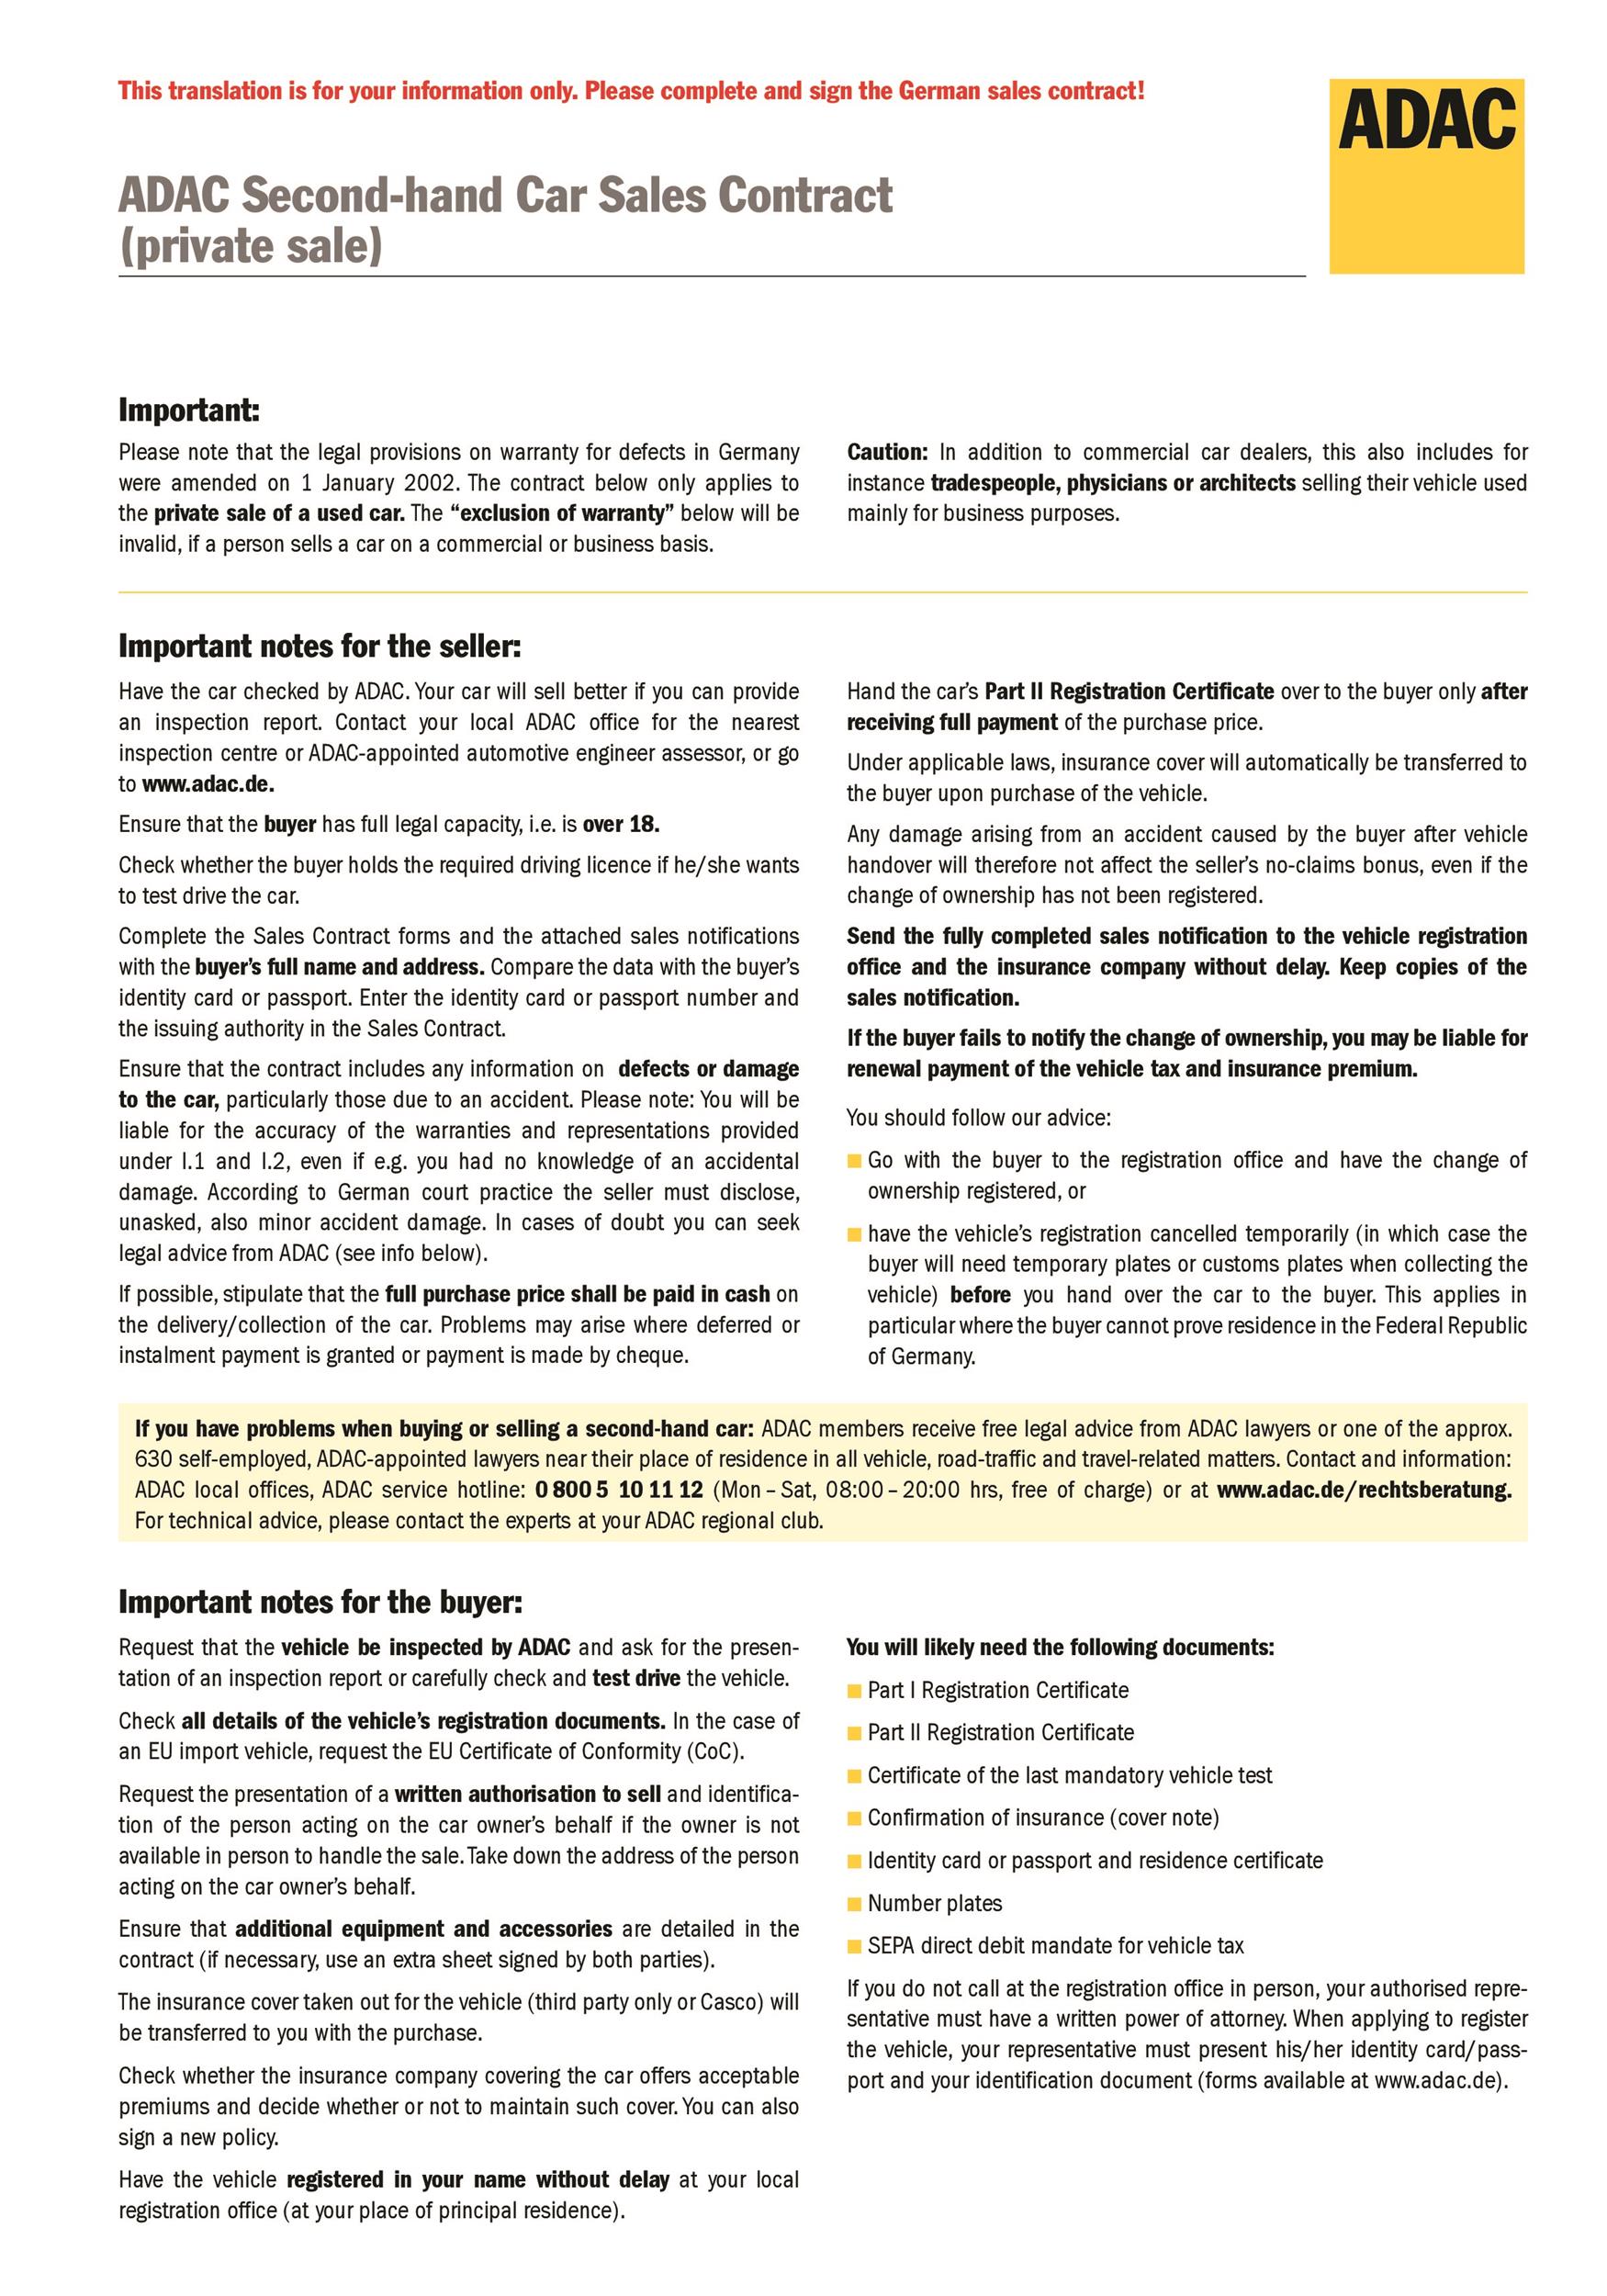 This translation is for your information only. Please complete and sign the German sales contract!
ADAC
ADAC Second-hand Car Sales Contract
(private sale)
Important:
Please note that the legal provisions on warranty for defects in Germany
were amended on 1 January 2002. The contract below only applies to
the private sale of a used car. The “exclusion of warranty” below will be
invalid, if a person sells a car on a commercial or business basis.
Caution: In addition to commercial car dealers, this also includes for
instance tradespeople, physicians or architects selling their vehicle used
mainly for business purposes.
Important notes for the seller:
Have the car checked by ADAC. Your car will sell better if you can provide
an inspection report. Contact your local ADAC office for the nearest
inspection centre or ADAC-appointed automotive engineer assessor, or go
to www.adac.de.
Ensure that the buyer has full legal capacity, i.e. is over 18.
Check whether the buyer holds the required driving licence if he/she wants
to test drive the car.
Complete the Sales Contract forms and the attached sales notifications
with the buyer’s full name and address. Compare the data with the buyer’s
identity card or passport. Enter the identity card or passport number and
the issuing authority in the Sales Contract.
Ensure that the contract includes any information on defects or damage
to the car, particularly those due to an accident. Please note: You will be
liable for the accuracy of the warranties and representations provided
under I.1 and I.2, even if e.g. you had no knowledge of an accidental
damage. According to German court practice the seller must disclose,
unasked, also minor accident damage. In cases of doubt you can seek
legal advice from ADAC (see info below).
If possible, stipulate that the full purchase price shall be paid in cash on
the delivery/collection of the car. Problems may arise where deferred or
instalment payment is granted or payment is made by cheque.
Hand the car’s Part II Registration Certificate over to the buyer only after
receiving full payment of the purchase price.
Under applicable laws, insurance cover will automatically be transferred to
the buyer upon purchase of the vehicle.
Any damage arising from an accident caused by the buyer after vehicle
handover will therefore not affect the seller’s no-claims bonus, even if the
change of ownership has not been registered.
Send the fully completed sales notification to the vehicle registration
office and the insurance company without delay. Keep copies of the
sales notification.
If the buyer fails to notify the change of ownership, you may be liable for
renewal payment of the vehicle tax and insurance premium.
You should follow our advice:
Go with the buyer to the registration office and have the change of
ownership registered, or
have the vehicle’s registration cancelled temporarily (in which case the
buyer will need temporary plates or customs plates when collecting the
vehicle) before you hand over the car to the buyer. This applies in
particular where the buyer cannot prove residence in the Federal Republic
of Germany.
If you have problems when buying or selling a second-hand car: ADAC members receive free legal advice from ADAC lawyers or one of the approx.
630 self-employed, ADAC-appointed lawyers near their place of residence in all vehicle, road-traffic and travel-related matters. Contact and information:
ADAC local offices, ADAC service hotline: 0 800 5 10 11 12 (Mon – Sat, 08:00 – 20:00 hrs, free of charge) or at www.adac.de/rechtsberatung.
For technical advice, please contact the experts at your ADAC regional club.
Important notes for the buyer:
Request that the vehicle be inspected by ADAC and ask for the presen-
tation of an inspection report or carefully check and test drive the vehicle.
Check all details of the vehicle’s registration documents. In the case of
an EU import vehicle, request the EU Certificate of Conformity (CoC).
Request the presentation of a written authorisation to sell and identifica-
tion of the person acting on the car owner’s behalf if the owner is not
available in person to handle the sale. Take down the address of the person
acting on the car owner’s behalf.
Ensure that additional equipment and accessories are detailed in the
contract (if necessary, use an extra sheet signed by both parties).
The insurance cover taken out for the vehicle (third party only or Casco) will
be transferred to you with the purchase.
Check whether the insurance company covering the car offers acceptable
premiums and decide whether or not to maintain such cover. You can also
sign a new policy.
Have the vehicle registered in your name without delay at your local
registration office (at your place of principal residence).
You will likely need the following documents:
Part I Registration Certificate
Part II Registration Certificate
Certificate of the last mandatory vehicle test
Confirmation of insurance (cover note)
Identity card or passport and residence certificate
Number plates
SEPA direct debit mandate for vehicle tax
If you do not call at the registration office in person, your authorised repre-
sentative must have a written power of attorney. When applying to register
the vehicle, your representative must present his/her identity card/pass-
port and your identification document (forms available at www.adac.de).